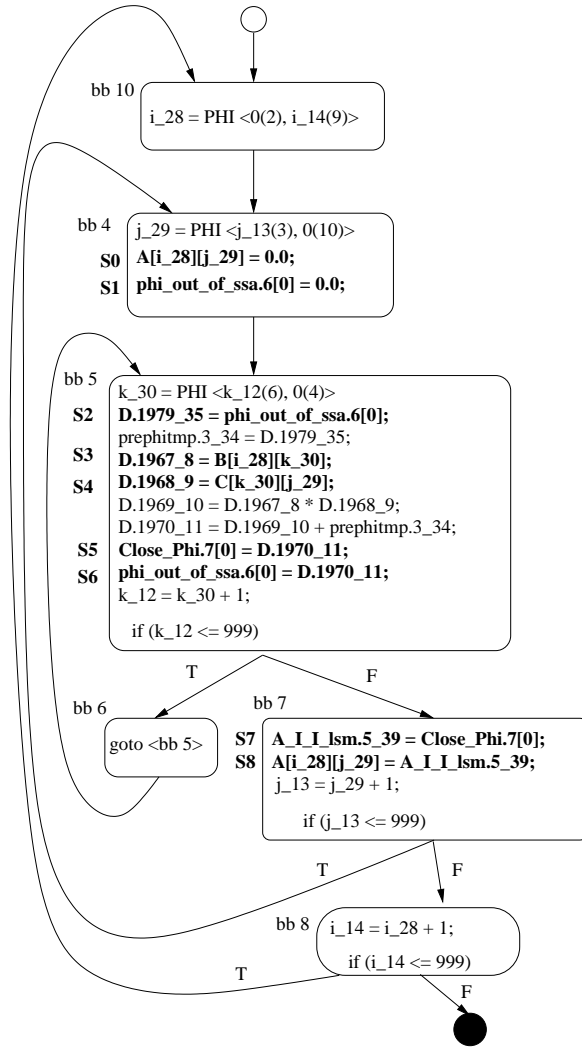 bb 10
i_28 = PHI <0(2), i_14(9)>
bb 4
j_29 = PHI <j_13(3), 0(10)>
S0 A[i_28][j_29] = 0.0;
S1 phi_out_of_ssa.6[0] = 0.0;
bb 5
k_30 = PHI <k_12(6), 0(4)>
S2 D.1979_35 = phi_out_of_ssa.6[0];
prephitmp.3_34 = D.1979_35;
S3 D.1967_8 = B[i_28][k_30];
S4 D.1968_9 = C[k_30][j_29];
D.1969_10 = D.1967_8 * D.1968_9;
D.1970_11 = D.1969_10 + prephitmp.3_34;
S5 Close_Phi.7[0] = D.1970_11;
S6 phi_out_of_ssa.6[0] = D.1970_11;
k_12 = k_30 + 1;
if (k_12 <= 999)
T F
bb 6
goto <bb 5>
bb 7
S7 A_I_I_lsm.5_39 = Close_Phi.7[0];
S8 A[i_28][j_29] = A_I_I_lsm.5_39;
j_13 = j_29 + 1;
if (j_13 <= 999)
T F
bb 8
i_14 = i_28 + 1;
if (i_14 <= 999)
T F